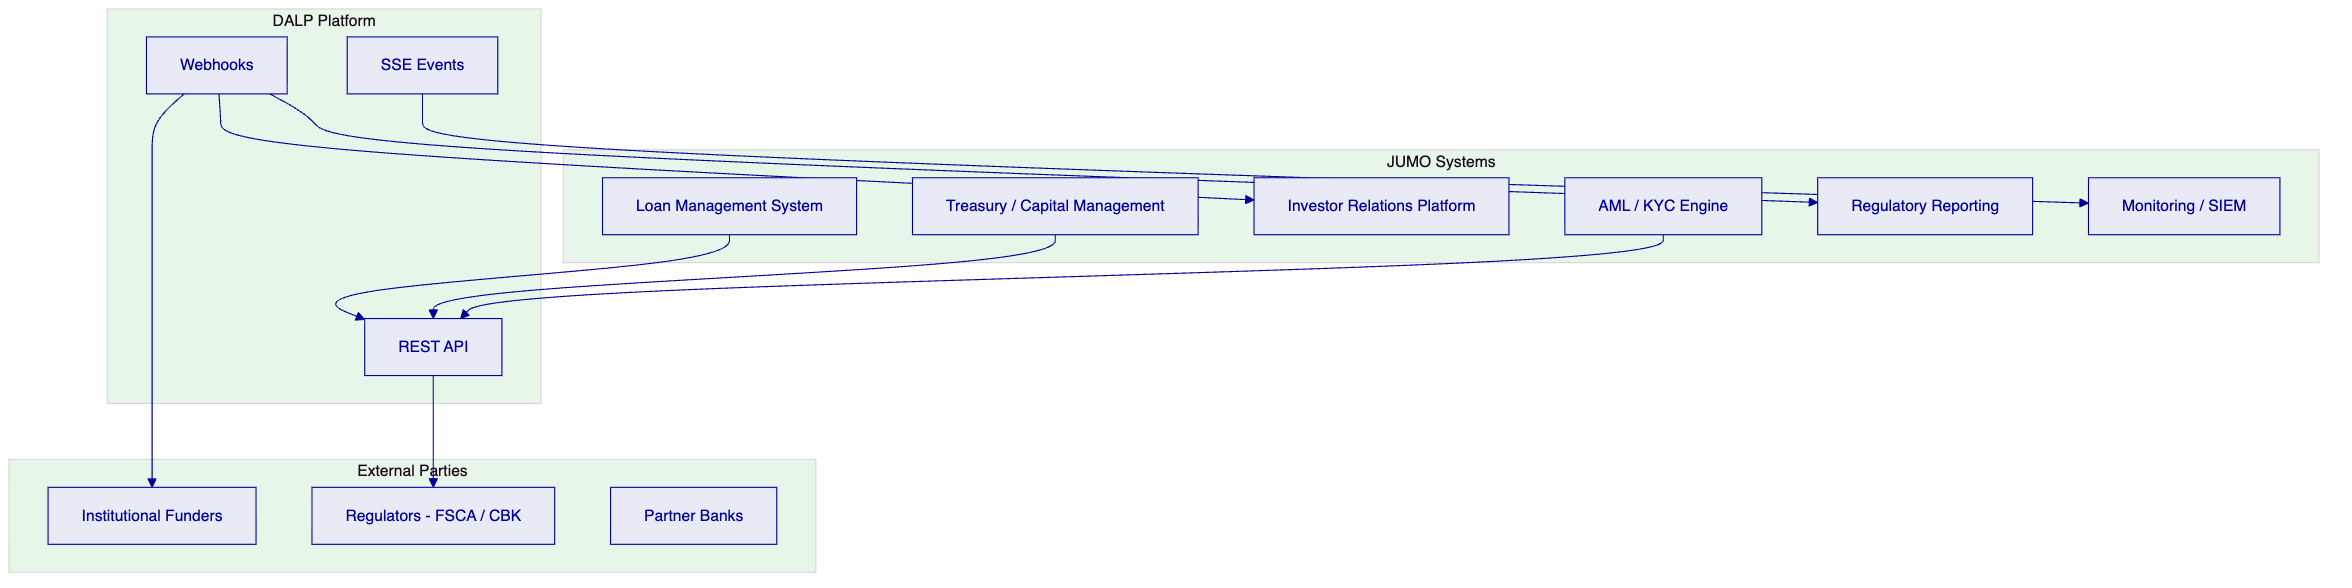 DALP Platform
Webhooks
SSE Events
JUMO Systems
Loan Management System
Treasury / Capital Management
Investor Relations Platform
AML / KYC Engine
Regulatory Reporting
Monitoring / SIEM
REST API
External Parties
Institutional Funders
Regulators - FSCA / CBK
Partner Banks